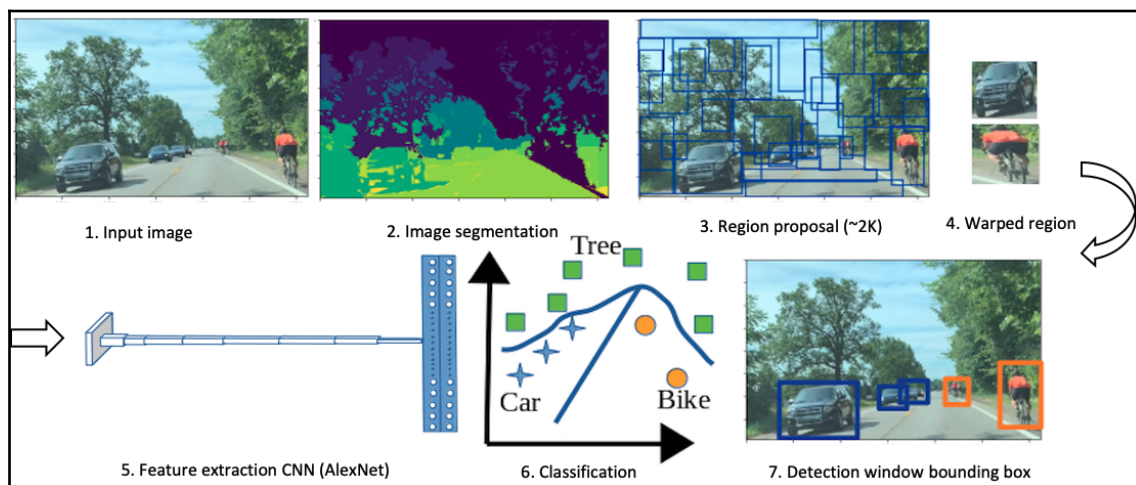 1. Input image
2. Image segmentation
3. Region proposal (~2K)
4. Warped region
Tree
Car
Bike
5. Feature extraction CNN (AlexNet)
6. Classification
7. Detection window bounding box